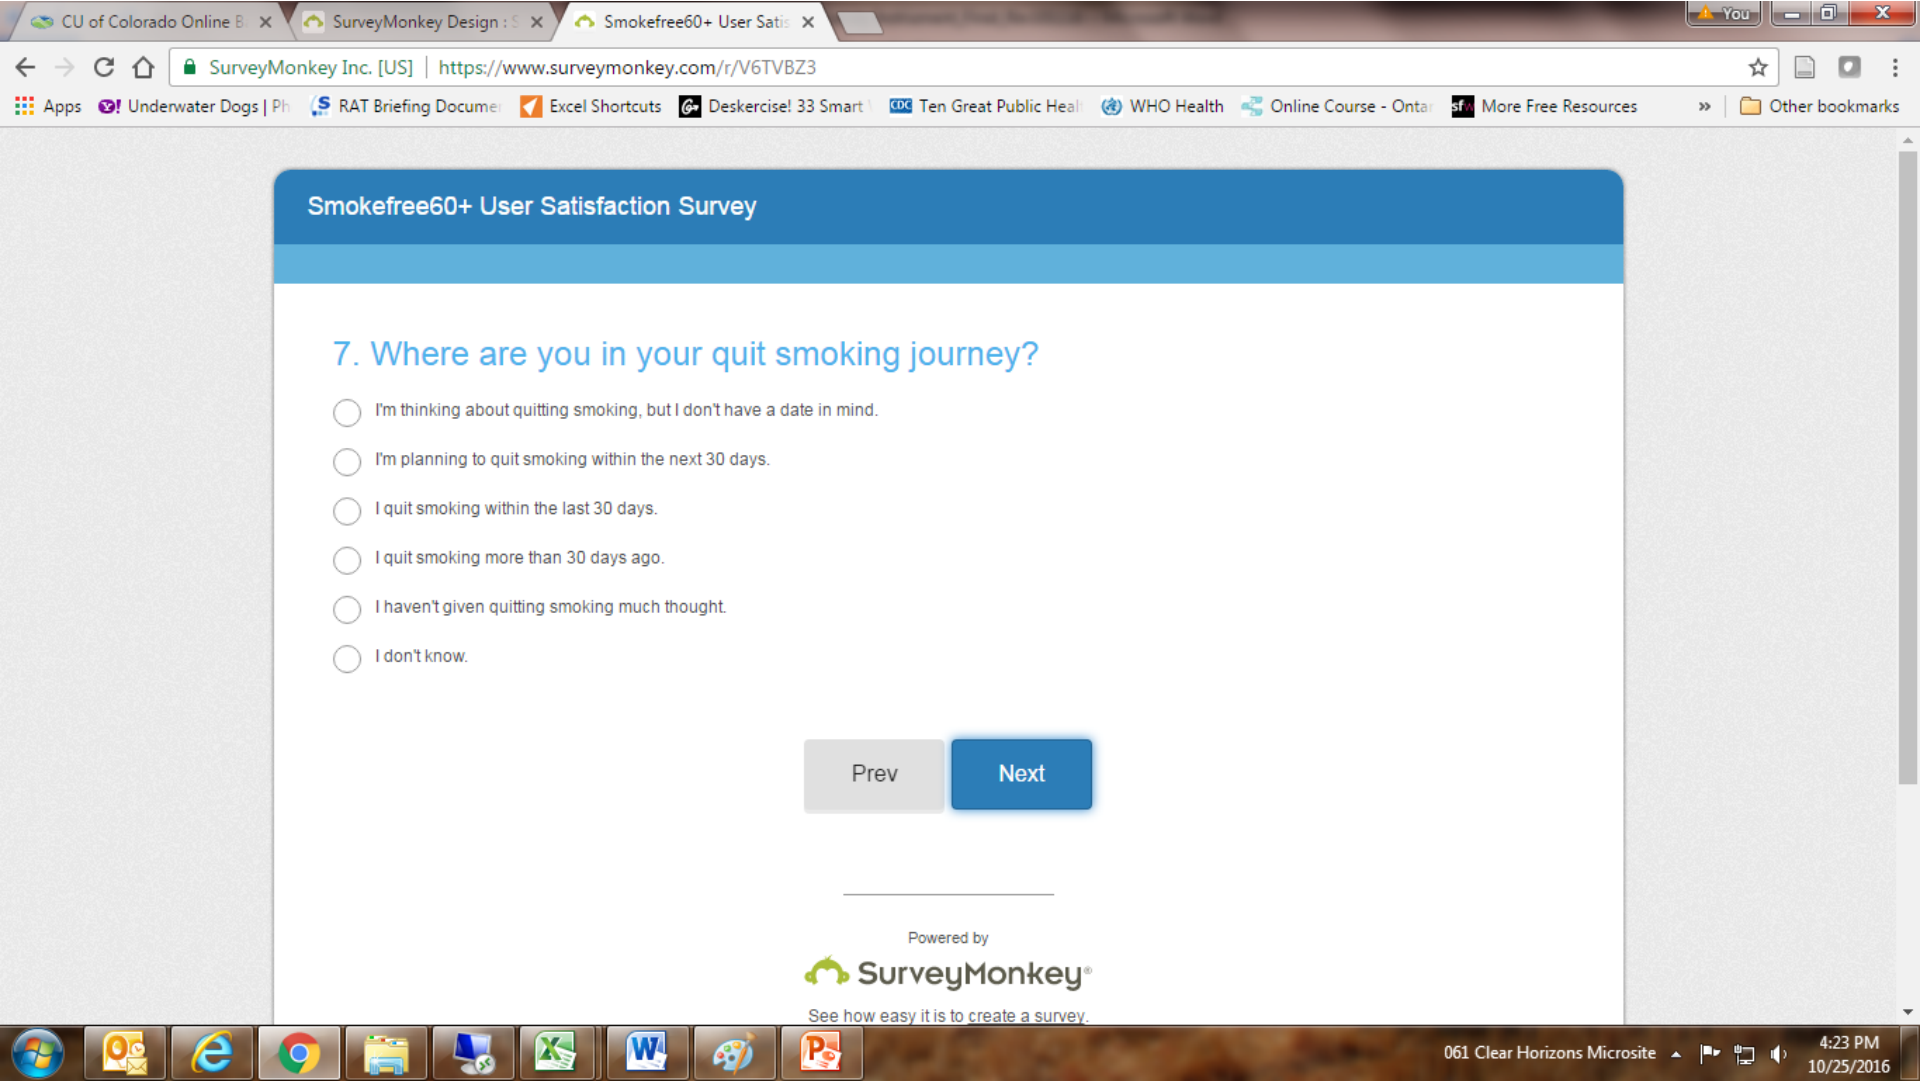 CU of Colorado Online B
SurveyMonkey Design : S
Smokefree60+ User Satis
You
SurveyMonkey Inc. [US] | https://www.surveymonkey.com/r/V6TVBZ3
Apps Underwater Dogs | Ph RAT Briefing Documen Excel Shortcuts Deskercise! 33 Smart Ten Great Public Heal WHO Health Online Course - Ontar More Free Resources » Other bookmarks
Smokefree60+ User Satisfaction Survey
7. Where are you in your quit smoking journey?
I'm thinking about quitting smoking, but I don't have a date in mind.
I'm planning to quit smoking within the next 30 days.
I quit smoking within the last 30 days.
I quit smoking more than 30 days ago.
I haven't given quitting smoking much thought.
I don't know.
Prev Next
Powered by
SurveyMonkey®
See how easy it is to create a survey.
061 Clear Horizons Microsite
4:23 PM
10/25/2016